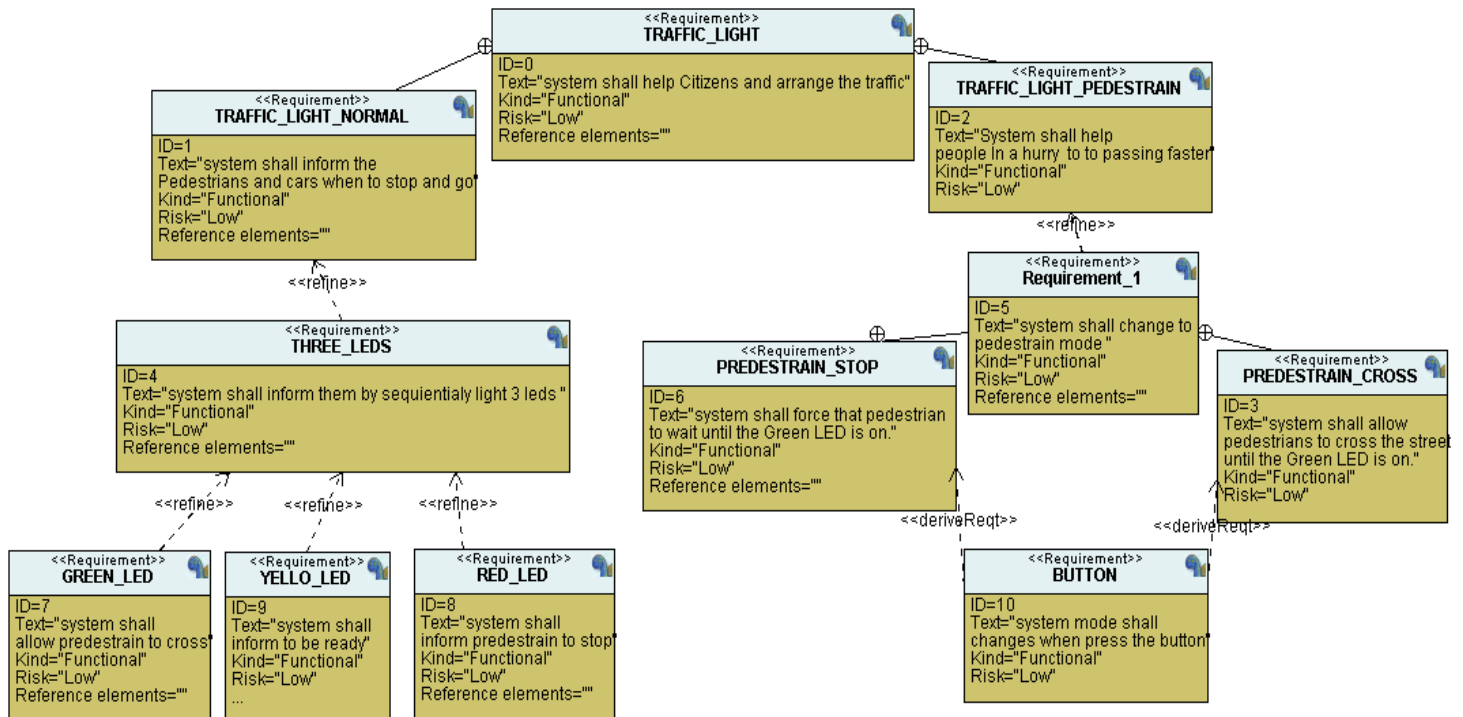 <<Requirement>>
TRAFFIC_LIGHT
ID=0
Text="system shall help Citizens and arrange the traffic"
Kind="Functional"
Risk="Low"
Reference elements=""
<<Requirement>>
TRAFFIC_LIGHT_NORMAL
ID=1
Text="system shall inform the
Pedestrians and cars when to stop and go"
Kind="Functional"
Risk="Low"
Reference elements=""
<<Requirement>>
TRAFFIC_LIGHT_PEDESTRAIN
ID=2
Text="System shall help
people In a hurry to to passing faster
Kind="Functional"
Risk="Low"
<<refine>>
<<refine>>
<<Requirement>>
Requirement_1
ID=5
Text="system shall change to
pedestrain mode "
Kind="Functional"
Risk="Low"
Reference elements=""
<<Requirement>>
THREE_LEDS
ID=4
Text="system shall inform them by sequientialy light 3 leds "
Kind="Functional"
Risk="Low"
Reference elements=""
<<Requirement>>
PREDESTRAIN_STOP
ID=6
Text="system shall force that pedestrian
to wait until the Green LED is on."
Kind="Functional"
Risk="Low"
Reference elements=""
<<Requirement>>
PREDESTRAIN_CROSS
ID=3
Text="system shall allow
pedestrians to cross the street
until the Green LED is on."
Kind="Functional"
Risk="Low"
<<refine>>
<<refine>>
<<refine>>
<<deriveReqt>>
<<deriveReqt>>
<<Requirement>>
GREEN_LED
ID=7
Text="system shall
allow predestrain to cross"
Kind="Functional"
Risk="Low"
Reference elements=""
<<Requirement>>
YELLO_LED
ID=9
Text="system shall
inform to be ready"
Kind="Functional"
Risk="Low"
...
<<Requirement>>
RED_LED
ID=8
Text="system shall
inform predestrain to stop
Kind="Functional"
Risk="Low"
Reference elements=""
<<Requirement>>
BUTTON
ID=10
Text="system mode shall
changes when press the button
Kind="Functional"
Risk="Low"